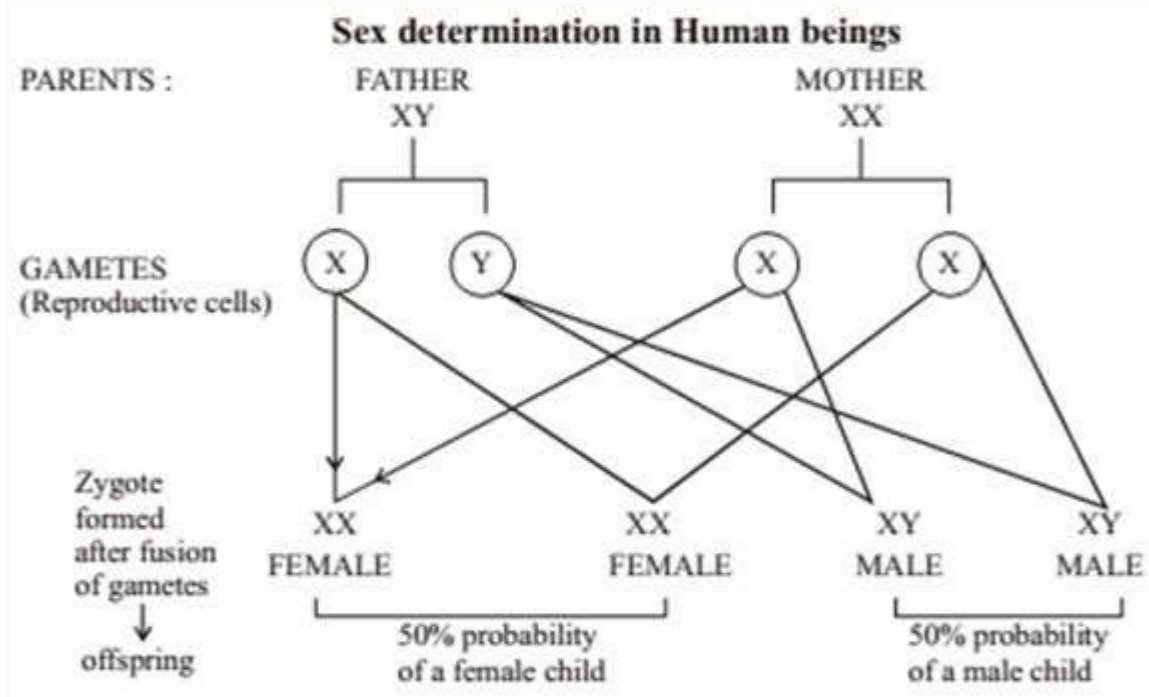 Sex determination in Human beings
PARENTS :
FATHER
MOTHER
XY
XX
GAMETES
(Reproductive cells)
X
Y
X
X
Zygote
formed
after fusion
of gametes
offspring
XX
XX
XY
XY
FEMALE
FEMALE
MALE
MALE
50% probability
of a female child
50% probability
of a male child